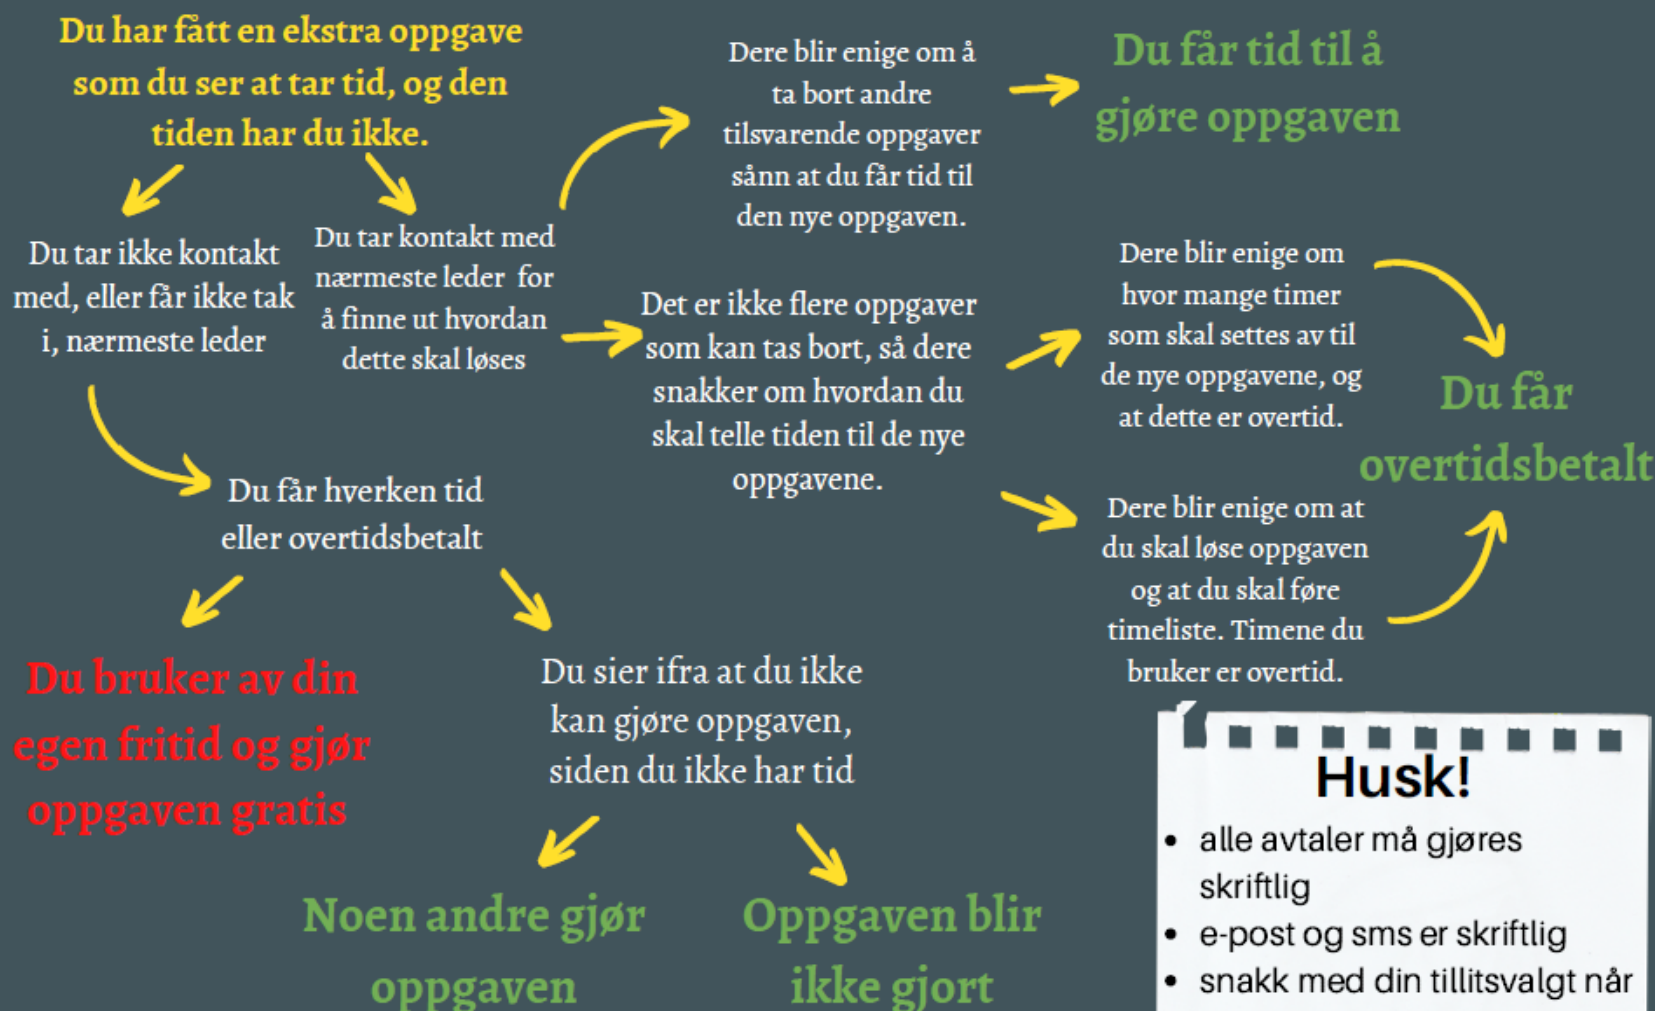 Du har fått en ekstra oppgave
som du ser at tar tid, og den
tiden har du ikke.
Du tar ikke kontakt
med, eller får ikke tak
i, nærmeste leder
Du tar kontakt med
nærmeste leder for
å finne ut hvordan
dette skal løses
Dere blir enige om å
ta bort andre
tilsvarende oppgaver
sånn at du får tid til
den nye oppgaven.
Du får tid til å
gjøre oppgaven
Det er ikke flere oppgaver
som kan tas bort, så dere
snakker om hvordan du
skal telle tiden til de nye
oppgavene.
Dere blir enige om
hvor mange timer
som skal settes av til
de nye oppgavene, og
at dette er overtid.
Du får
overtidsbetalt
Dere blir enige om at
du skal løse oppgaven
og at du skal føre
timeliste. Timene du
bruker er overtid.
Du får hverken tid
eller overtidsbetalt
Du bruker av din
egen fritid og gjør
oppgaven gratis
Du sier ifra at du ikke
kan gjøre oppgaven,
siden du ikke har tid
Noen andre gjør
oppgaven
Oppgaven blir
ikke gjort
Husk!
• alle avtaler må gjøres
skriftlig
• e-post og sms er skriftlig
• snakk med din tillitsvalgt når